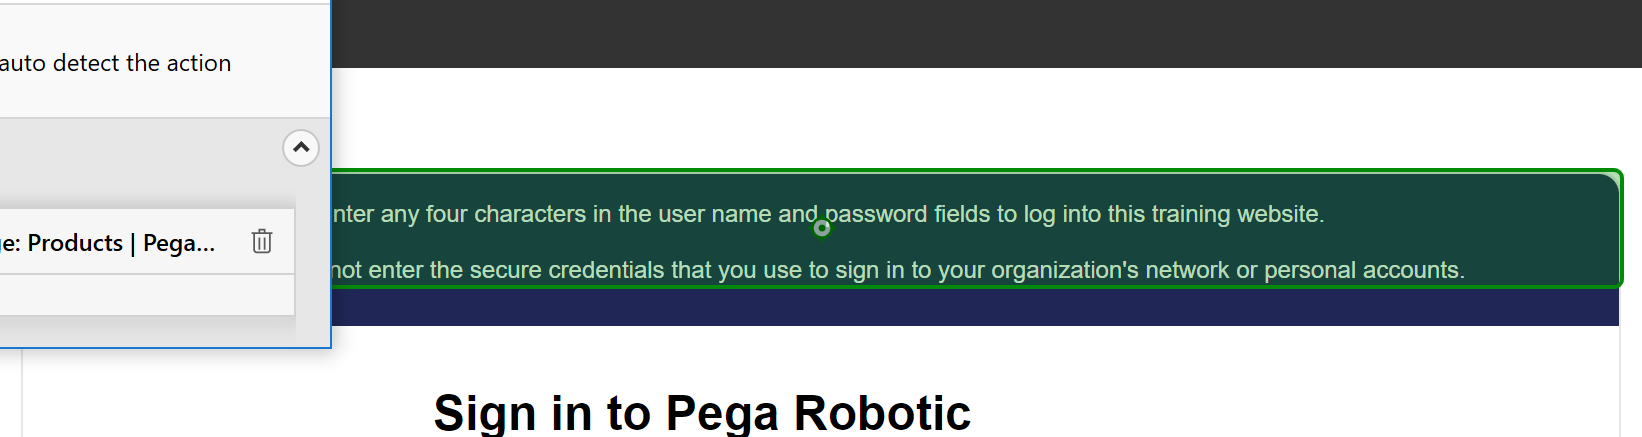 auto detect the action
nter any four characters in the user name and password fields to log into this training website.
e: Products | Pega...
not enter the secure credentials that you use to sign in to your organization's network or personal accounts.
Sign in to Pega Robotic